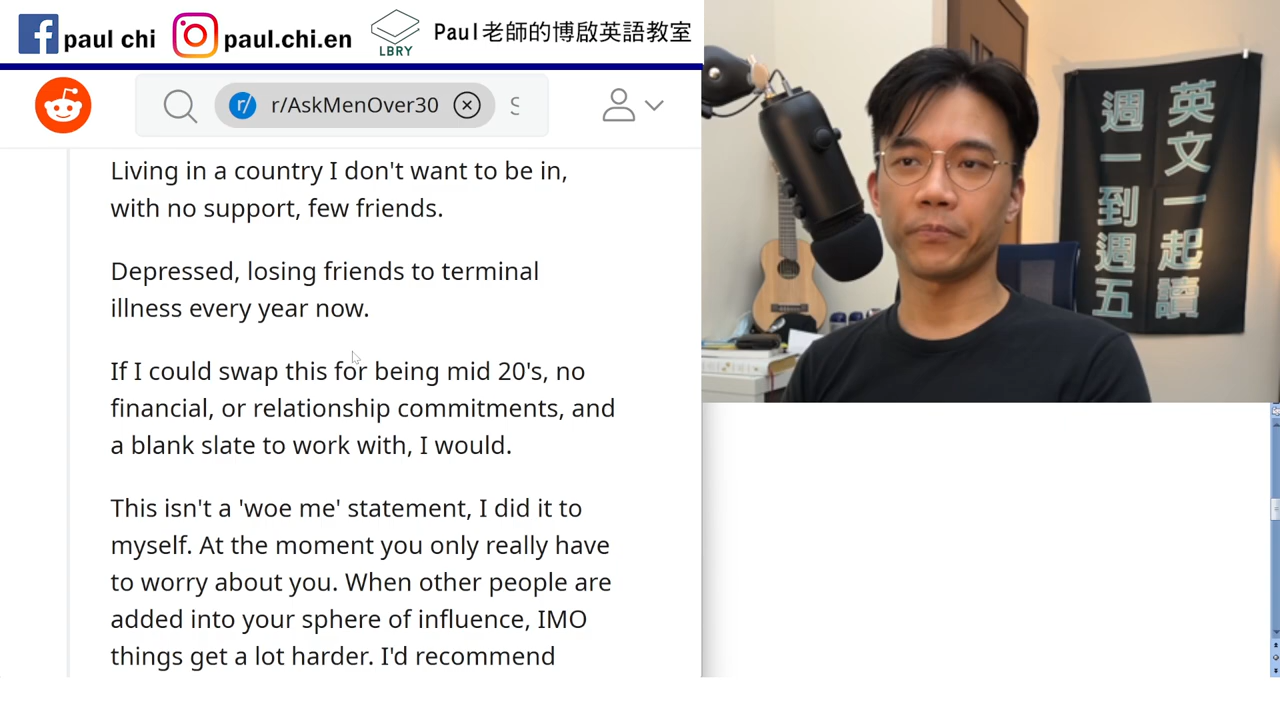 paul chi
paul.chi.en
LBRY
Paul老師的博啟英語教室
r/
r/AskMenOver30
S
Living in a country I don't want to be in,
with no support, few friends.
Depressed, losing friends to terminal
illness every year now.
If I could swap this for being mid 20's, no
financial, or relationship commitments, and
a blank slate to work with, I would.
This isn't a 'woe me' statement, I did it to
myself. At the moment you only really have
to worry about you. When other people are
added into your sphere of influence, IMO
things get a lot harder. I'd recommend
英文一起讀
週一到週五